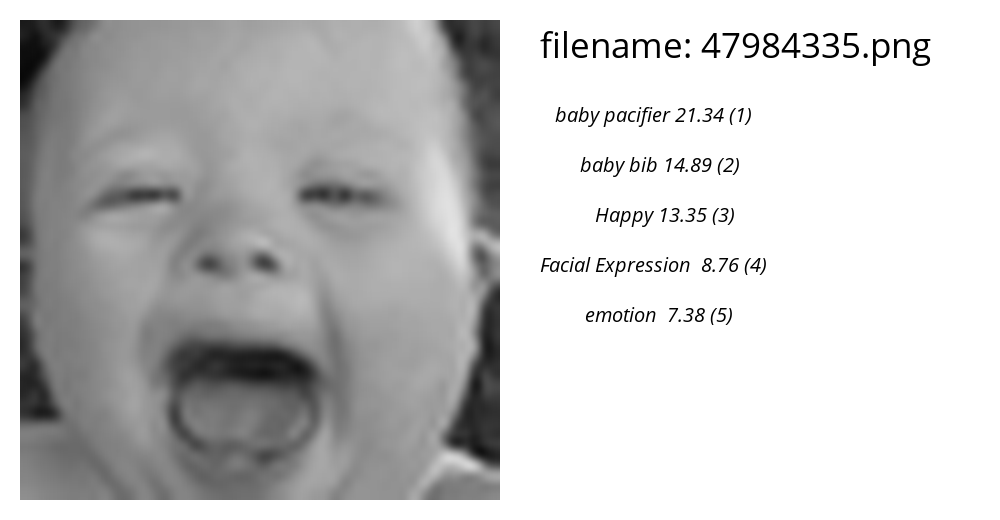 filename: 47984335.png
baby pacifier 21.34 (1)
baby bib 14.89 (2)
Happy 13.35 (3)
Facial Expression  8.76 (4)
emotion  7.38 (5)